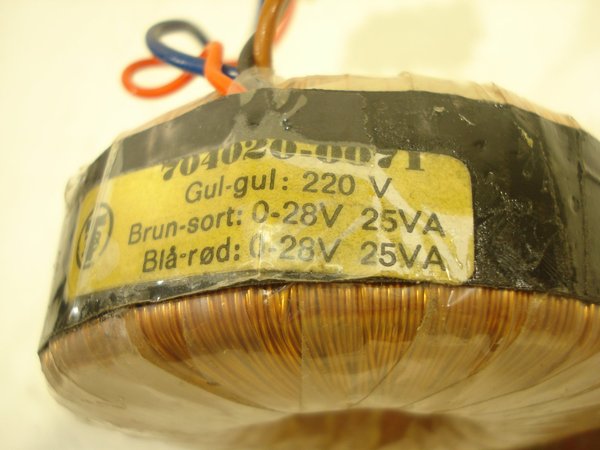 704020-0071
Gul-gul: 220 V
Brun-sort: 0-28V 25VA
Blå-rød: 0-28V 25VA